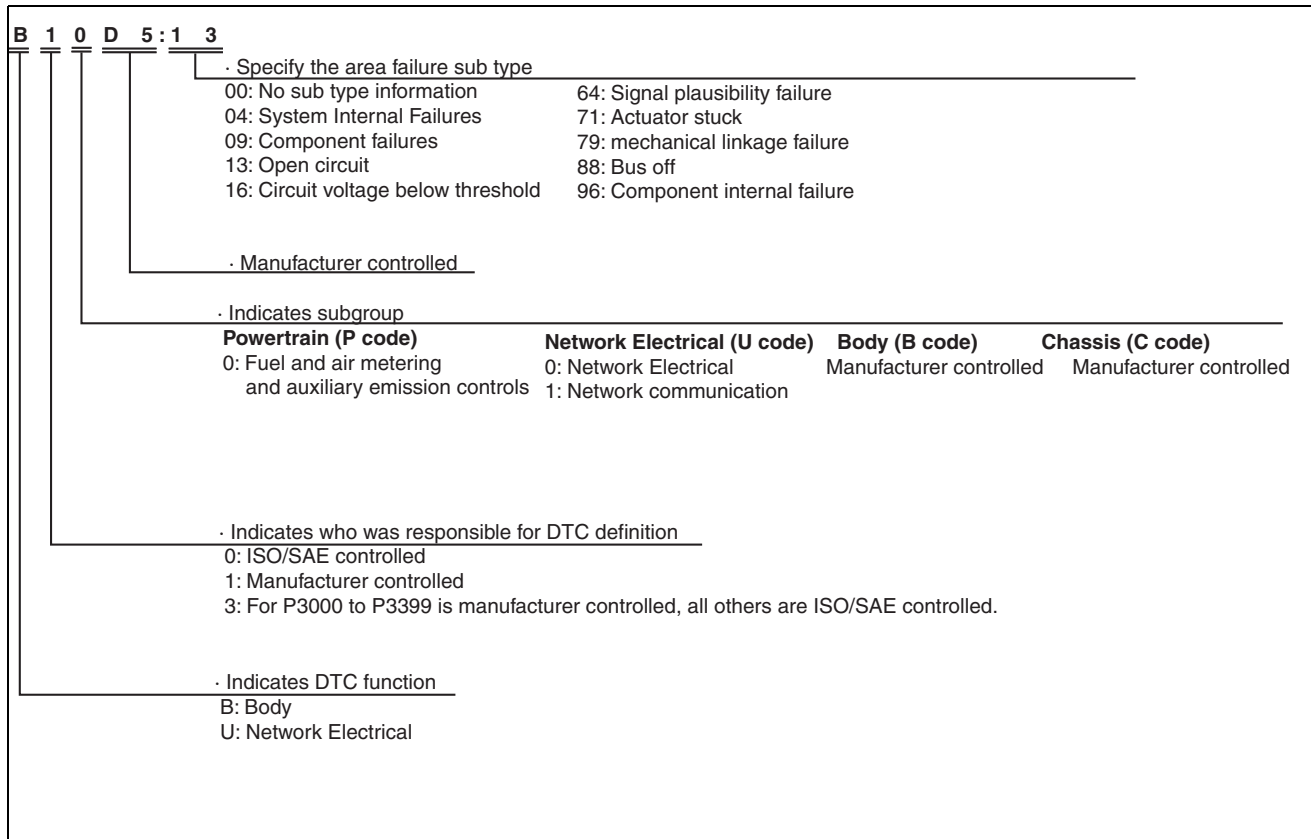 B 1 0 D 5 : 1 3
· Specify the area failure sub type
00: No sub type information
04: System Internal Failures
09: Component failures
13: Open circuit
16: Circuit voltage below threshold
64: Signal plausibility failure
71: Actuator stuck
79: mechanical linkage failure
88: Bus off
96: Component internal failure
· Manufacturer controlled
· Indicates subgroup
Powertrain (P code)
0: Fuel and air metering
and auxiliary emission controls
Network Electrical (U code)
0: Network Electrical
1: Network communication
Body (B code)
Manufacturer controlled
Chassis (C code)
Manufacturer controlled
· Indicates who was responsible for DTC definition
0: ISO/SAE controlled
1: Manufacturer controlled
3: For P3000 to P3399 is manufacturer controlled, all others are ISO/SAE controlled.
· Indicates DTC function
B: Body
U: Network Electrical